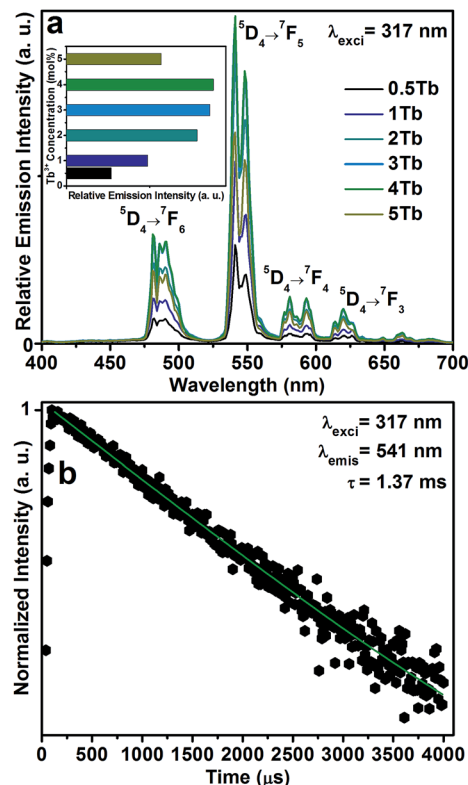 a
⁵D₄→⁷F₅
λexci = 317 nm
0.5Tb
1Tb
2Tb
3Tb
4Tb
5Tb
Tb³⁺ Concentration (mol%)
5
4
3
2
1
0
Relative Emission Intensity (a. u.)
⁵D₄→⁷F₆
⁵D₄→⁷F₄
⁵D₄→⁷F₃
Relative Emission Intensity (a. u.)
0
400 450 500 550 600 650 700
Wavelength (nm)
b
λexci = 317 nm
λemis = 541 nm
τ = 1.37 ms
1
Normalized Intensity (a. u.)
0 500 1000 1500 2000 2500 3000 3500 4000
Time (μs)